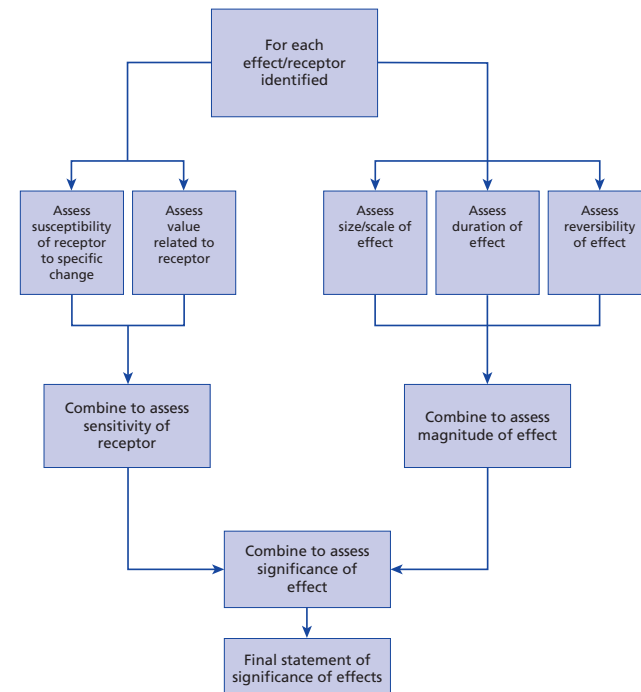 For each
effect/receptor
identified
Assess
susceptibility
of receptor
to specific
change
Assess
value
related to
receptor
Assess
size/scale of
effect
Assess
duration of
effect
Assess
reversibility
of effect
Combine to assess
sensitivity of
receptor
Combine to assess
magnitude of effect
Combine to assess
significance of
effect
Final statement of
significance of effects